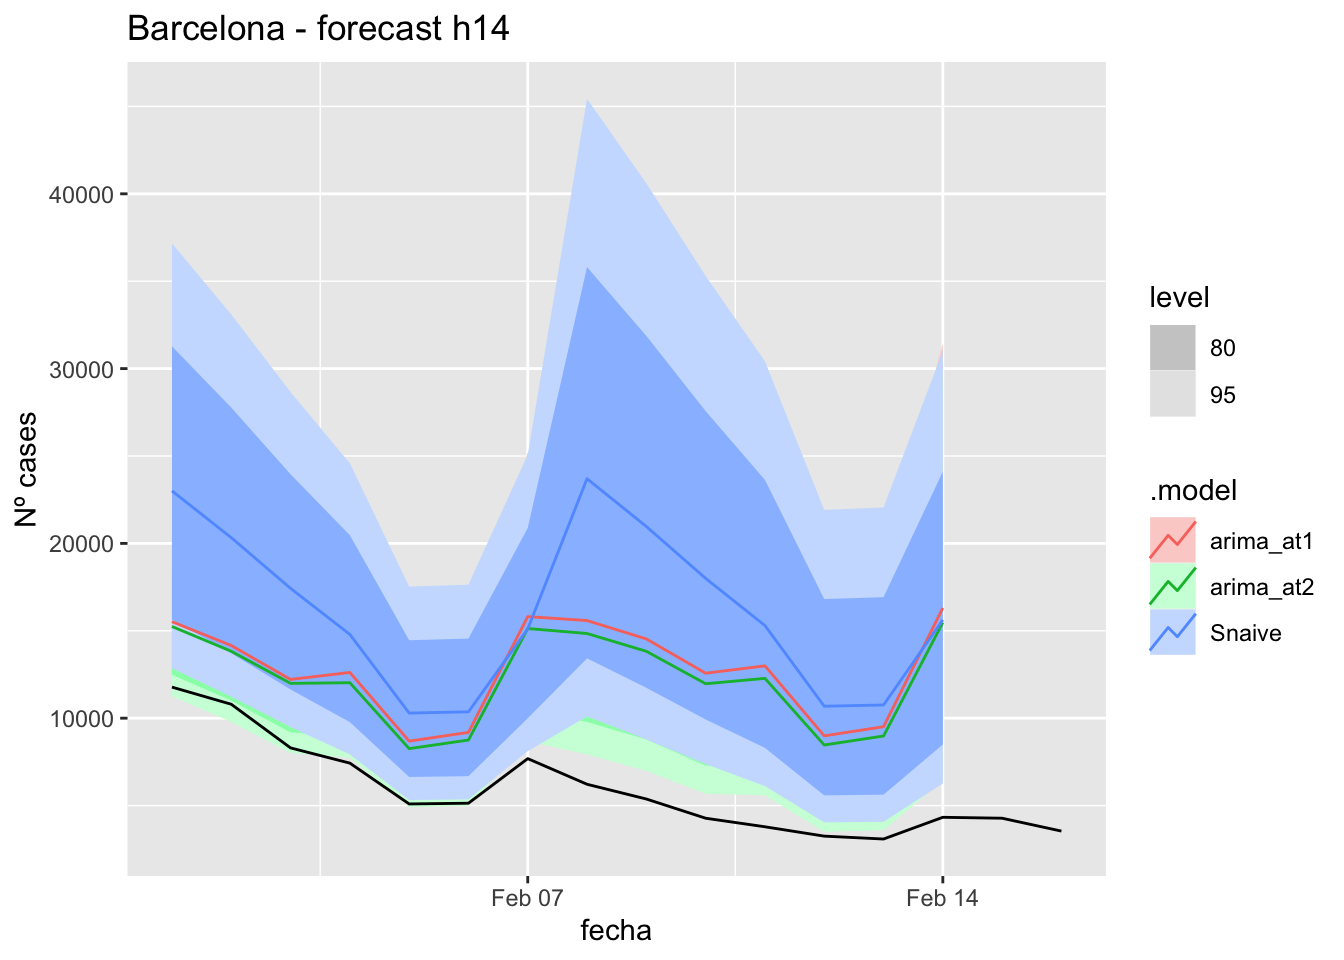 Barcelona - forecast h14
Nº cases
40000
30000
20000
10000
Feb 07
Feb 14
fecha
level
80
95
.model
arima_at1
arima_at2
Snaive